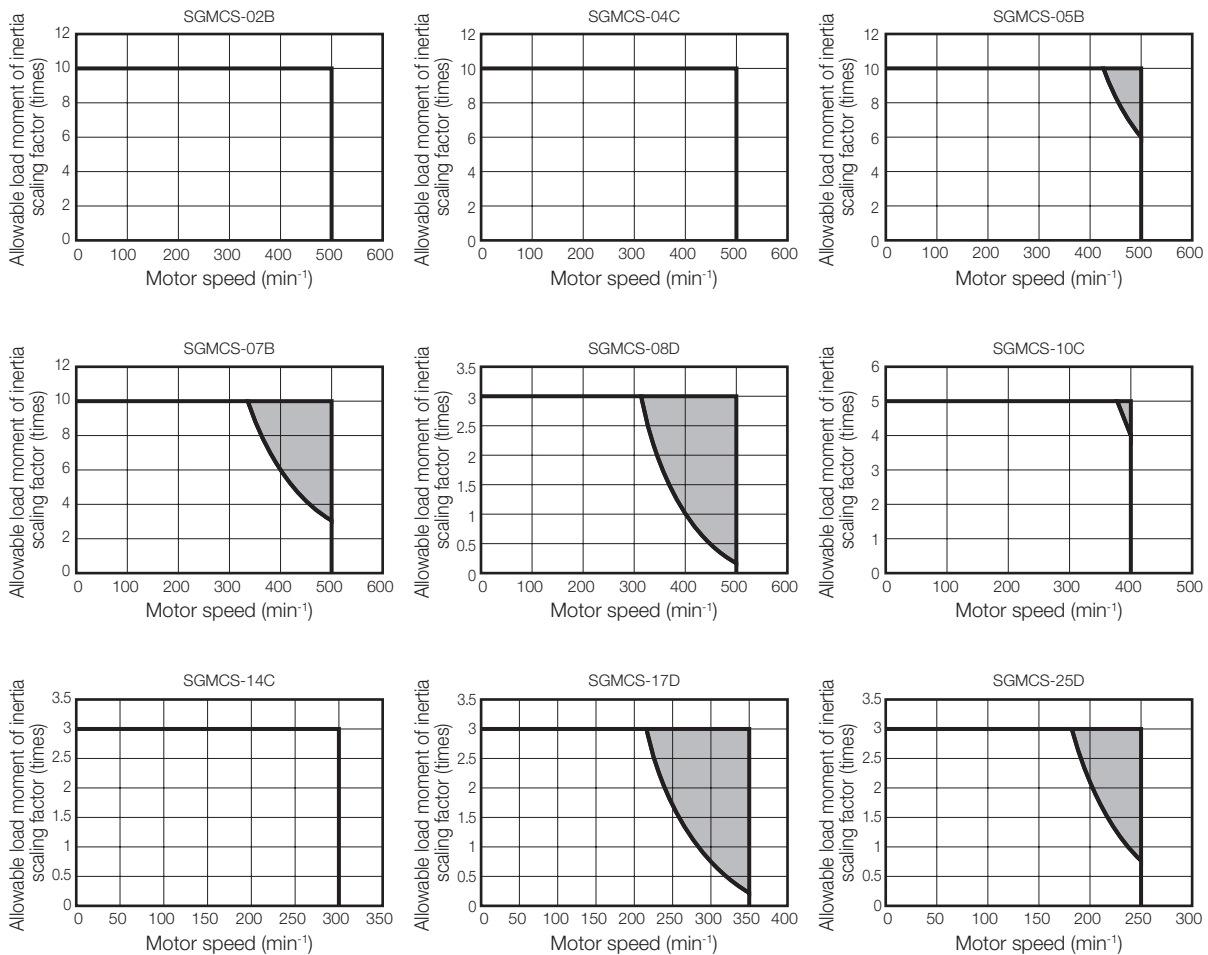 SGMCS-02B
Allowable load moment of inertia
scaling factor (times)
12
10
8
6
4
2
0
0 100 200 300 400 500 600
Motor speed (min-1)
SGMCS-04C
Allowable load moment of inertia
scaling factor (times)
12
10
8
6
4
2
0
0 100 200 300 400 500 600
Motor speed (min-1)
SGMCS-05B
Allowable load moment of inertia
scaling factor (times)
12
10
8
6
4
2
0
0 100 200 300 400 500 600
Motor speed (min-1)
SGMCS-07B
Allowable load moment of inertia
scaling factor (times)
12
10
8
6
4
2
0
0 100 200 300 400 500 600
Motor speed (min-1)
SGMCS-08D
Allowable load moment of inertia
scaling factor (times)
3.5
3
2.5
2
1.5
1
0.5
0
0 100 200 300 400 500 600
Motor speed (min-1)
SGMCS-10C
Allowable load moment of inertia
scaling factor (times)
6
5
4
3
2
1
0
0 100 200 300 400 500
Motor speed (min-1)
SGMCS-14C
Allowable load moment of inertia
scaling factor (times)
3.5
3
2.5
2
1.5
1
0.5
0
0 50 100 150 200 250 300 350
Motor speed (min-1)
SGMCS-17D
Allowable load moment of inertia
scaling factor (times)
3.5
3
2.5
2
1.5
1
0.5
0
0 50 100 150 200 250 300 350 400
Motor speed (min-1)
SGMCS-25D
Allowable load moment of inertia
scaling factor (times)
3.5
3
2.5
2
1.5
1
0.5
0
0 50 100 150 200 250 300
Motor speed (min-1)